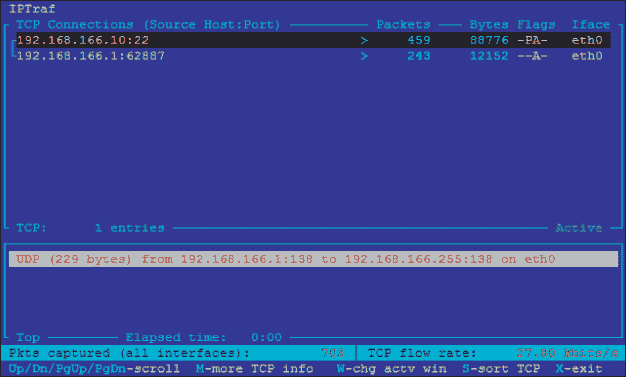 IPTraf
TCP Connections (Source Host:Port) Packets Bytes Flags Iface
192.168.166.10:22 > 459 88776 -PA- eth0
192.168.166.1:62887 > 243 12152 --A- eth0
TCP: 1 entries Active
UDP (229 bytes) from 192.168.166.1:138 to 192.168.166.255:138 on eth0
Top Elapsed time: 0:00
Pkts captured (all interfaces): TCP flow rate:
Up/Dn/PgUp/PgDn-scroll M-more TCP info W-chg actv win S-sort TCP X-exit